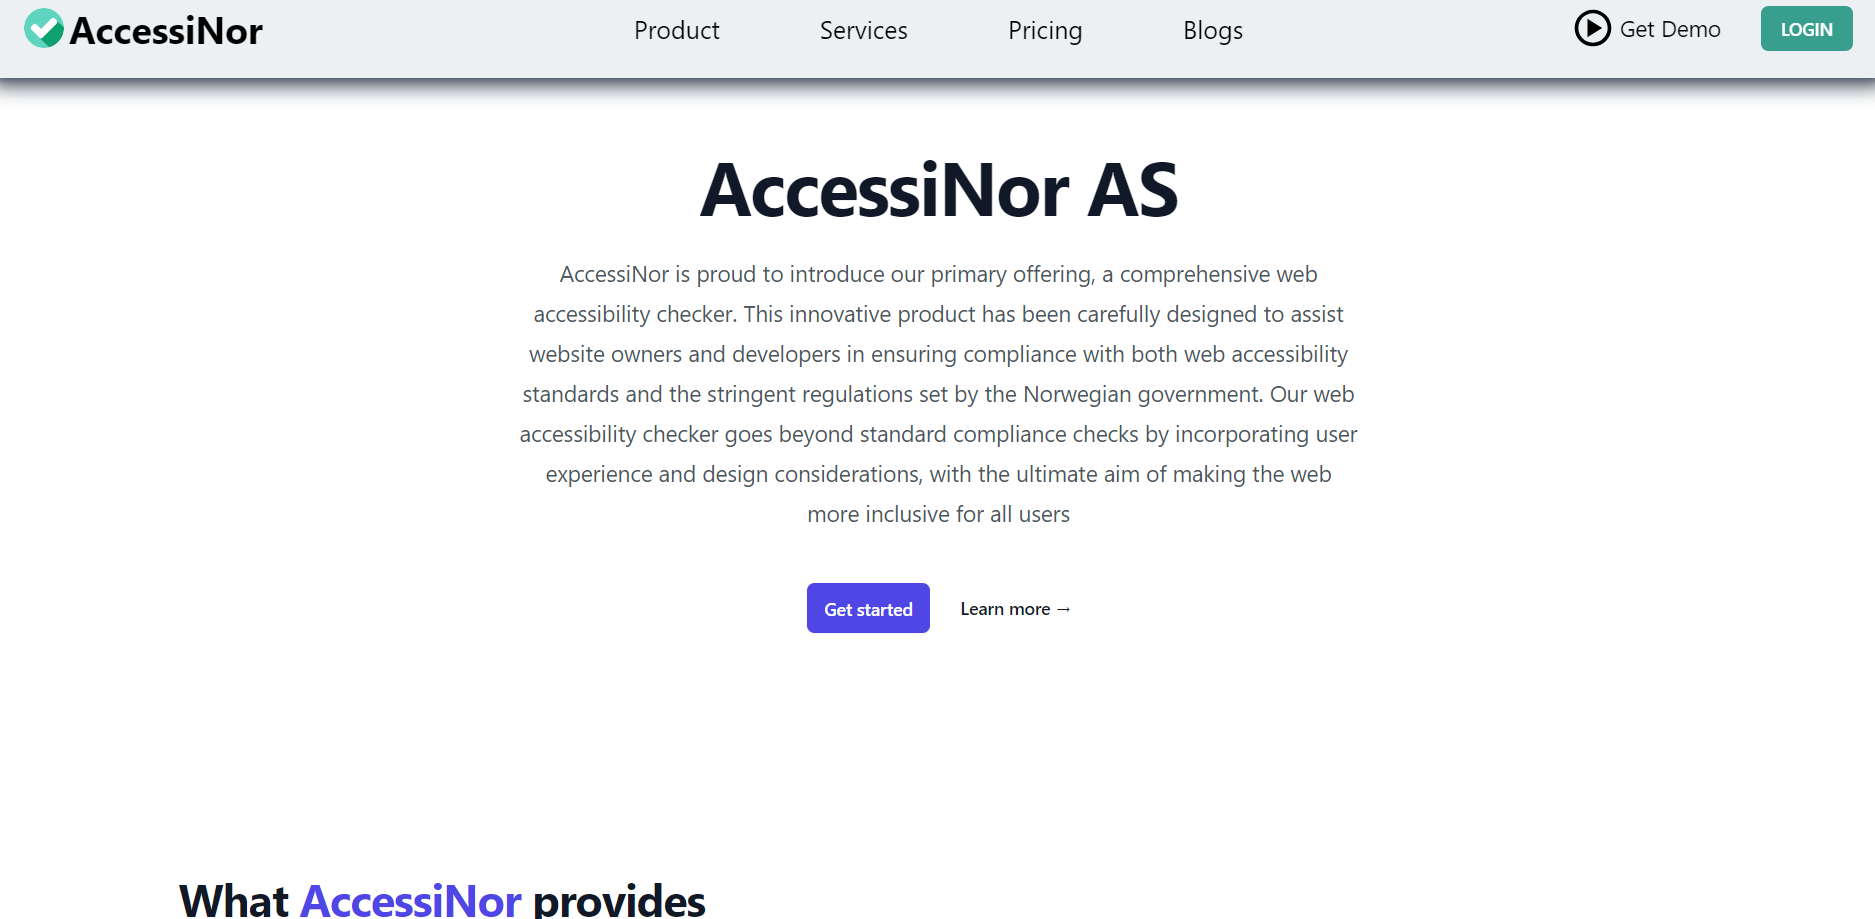 AccessiNor
Product
Services
Pricing
Blogs
Get Demo
LOGIN
AccessiNor AS
AccessiNor is proud to introduce our primary offering, a comprehensive web
accessibility checker. This innovative product has been carefully designed to assist
website owners and developers in ensuring compliance with both web accessibility
standards and the stringent regulations set by the Norwegian government. Our web
accessibility checker goes beyond standard compliance checks by incorporating user
experience and design considerations, with the ultimate aim of making the web
more inclusive for all users
Get started
Learn more →
What AccessiNor provides